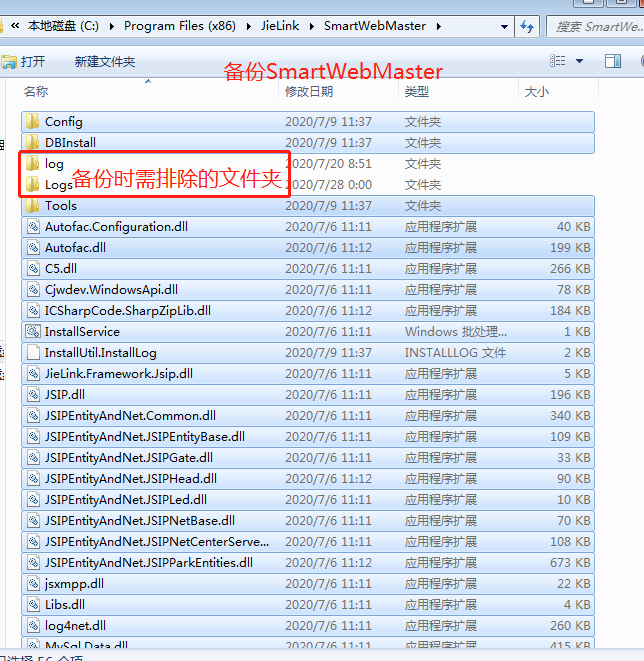 « 本地磁盘 (C:) ▸ Program Files (x86) ▸ JieLink ▸ SmartWebMaster ▸ 搜索 SmartWe...
打开 新建文件夹
备份SmartWebMaster
名称 修改日期 类型 大小
Config 2020/7/9 11:37 文件夹
DBInstall 2020/7/9 11:37 文件夹
log 2020/7/20 8:51 文件夹
备份时需排除的文件夹
Logs 2020/7/28 0:00 文件夹
Tools 2020/7/9 11:37 文件夹
Autofac.Configuration.dll 2020/7/6 11:11 应用程序扩展 40 KB
Autofac.dll 2020/7/6 11:12 应用程序扩展 199 KB
C5.dll 2020/7/6 11:11 应用程序扩展 266 KB
Cjwdev.WindowsApi.dll 2020/7/6 11:11 应用程序扩展 78 KB
ICSharpCode.SharpZipLib.dll 2020/7/6 11:12 应用程序扩展 184 KB
InstallService 2020/7/6 11:11 Windows 批处理... 1 KB
InstallUtil.InstallLog 2020/7/9 11:37 INSTALLLOG 文件 2 KB
JieLink.Framework.Jsip.dll 2020/7/6 11:11 应用程序扩展 5 KB
JSIP.dll 2020/7/6 11:11 应用程序扩展 196 KB
JSIPEntityAndNet.Common.dll 2020/7/6 11:11 应用程序扩展 340 KB
JSIPEntityAndNet.JSIPEntityBase.dll 2020/7/6 11:11 应用程序扩展 109 KB
JSIPEntityAndNet.JSIPGate.dll 2020/7/6 11:11 应用程序扩展 33 KB
JSIPEntityAndNet.JSIPHead.dll 2020/7/6 11:12 应用程序扩展 90 KB
JSIPEntityAndNet.JSIPLed.dll 2020/7/6 11:11 应用程序扩展 10 KB
JSIPEntityAndNet.JSIPNetBase.dll 2020/7/6 11:11 应用程序扩展 70 KB
JSIPEntityAndNet.JSIPNetCenterServe... 2020/7/6 11:11 应用程序扩展 108 KB
JSIPEntityAndNet.JSIPParkEntities.dll 2020/7/6 11:12 应用程序扩展 673 KB
jsxmpp.dll 2020/7/6 11:11 应用程序扩展 22 KB
Libs.dll 2020/7/6 11:11 应用程序扩展 4 KB
log4net.dll 2020/7/6 11:11 应用程序扩展 260 KB
MySql.Data.dll 2020/7/6 11:11 应用程序扩展 415 KB